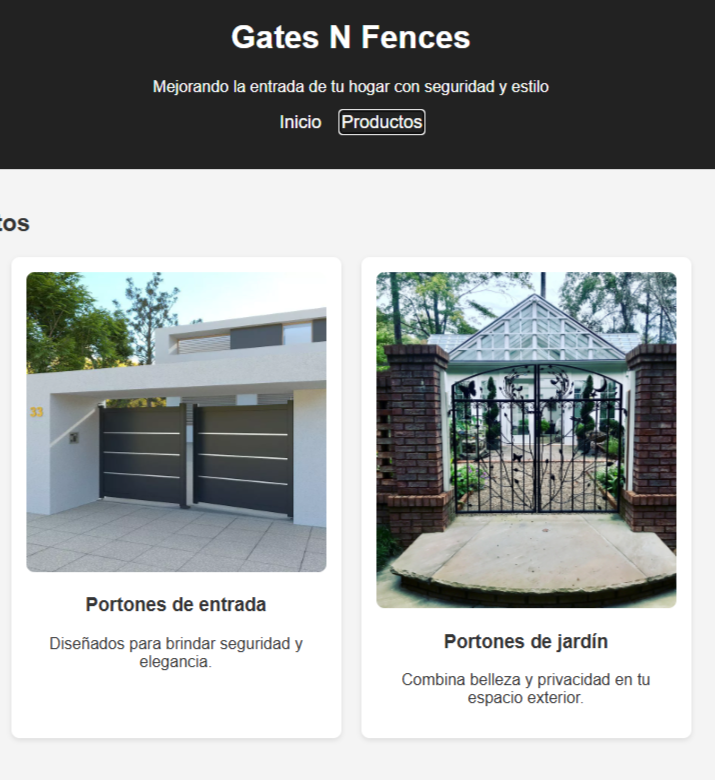 Gates N Fences
Mejorando la entrada de tu hogar con seguridad y estilo
Inicio Productos
tos
33
Portones de entrada
Diseñados para brindar seguridad y
elegancia.
Portones de jardín
Combina belleza y privacidad en tu
espacio exterior.